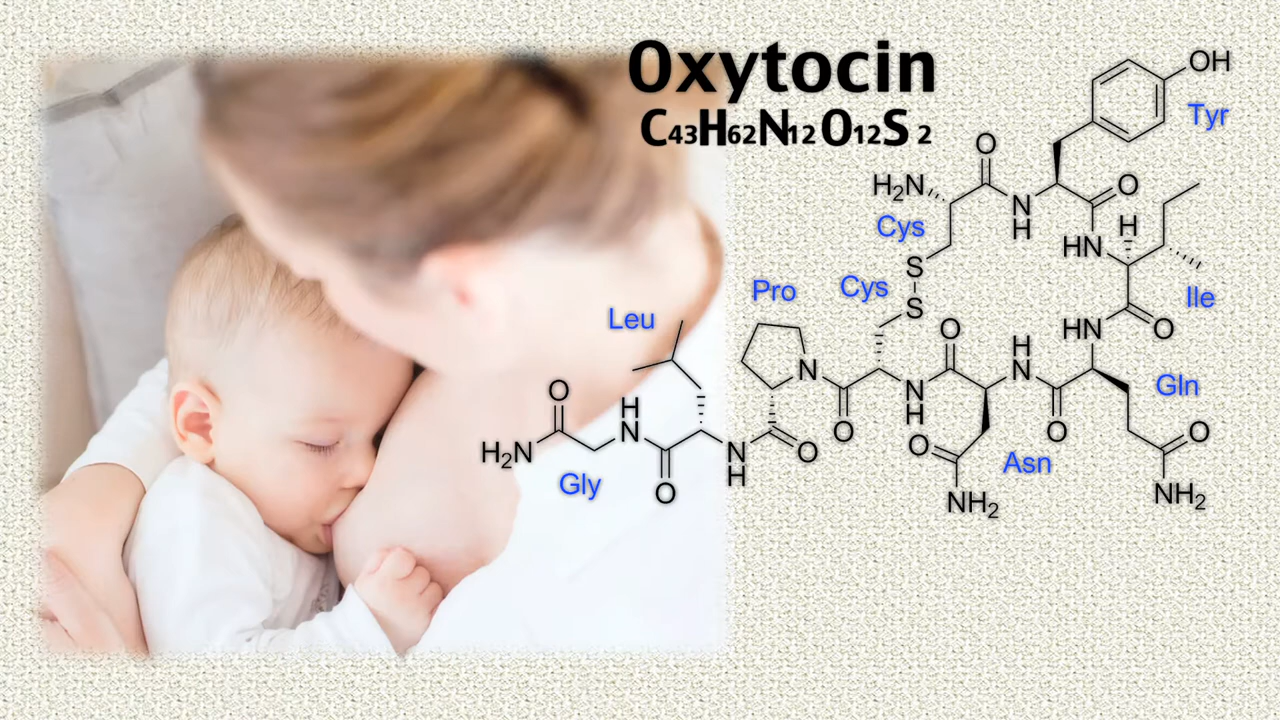 Oxytocin
C43H62N12O12S2
OH
Tyr
O
H2N
N
H
O
Cys
HN
H
S
Cys
S
Ile
Pro
O
HN
O
H
N
Leu
N
Gln
O
H
N
N
H
O
O
O
O
H2N
N
H
O
O
NH2
NH2
Asn
Gly
O